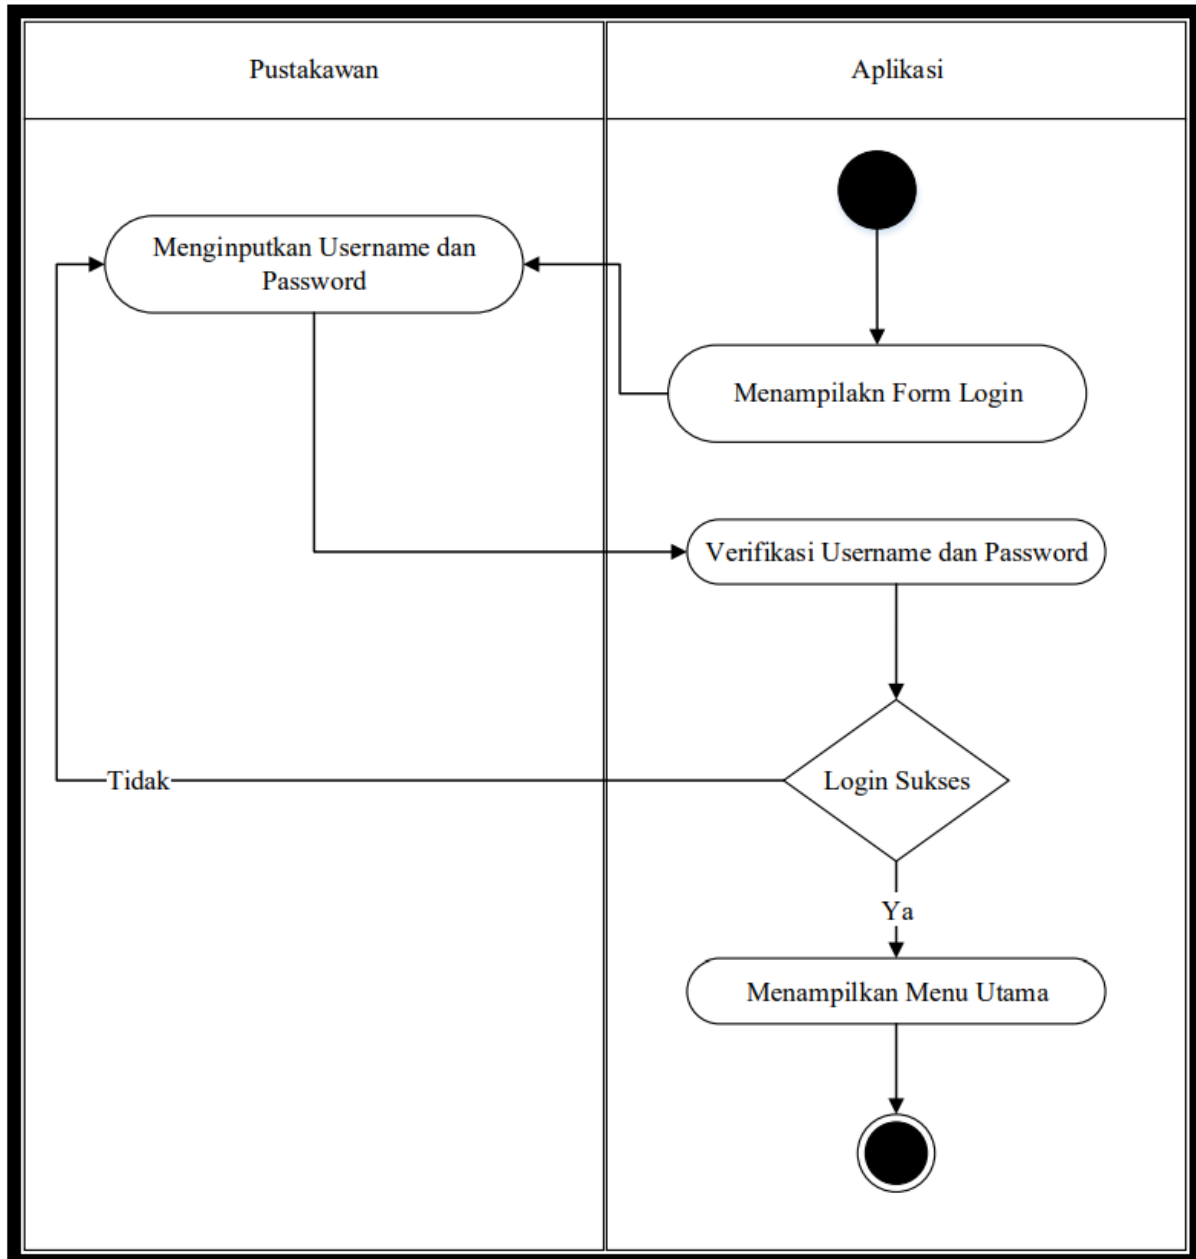 Pustakawan
Aplikasi
Menginputkan Username dan
Password
Menampilakn Form Login
Verifikasi Username dan Password
Login Sukses
Tidak
Ya
Menampilkan Menu Utama